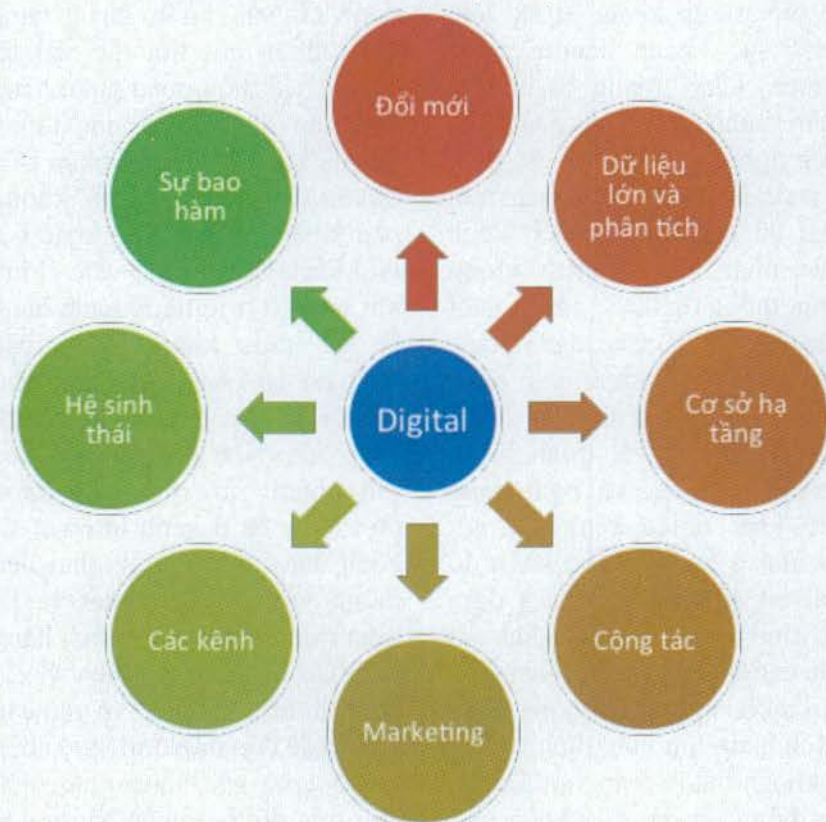 Đổi mới
Dữ liệu
lớn và
phân tích
Cơ sở hạ
tầng
Cộng tác
Marketing
Các kênh
Hệ sinh
thái
Sự bao
hàm
Digital